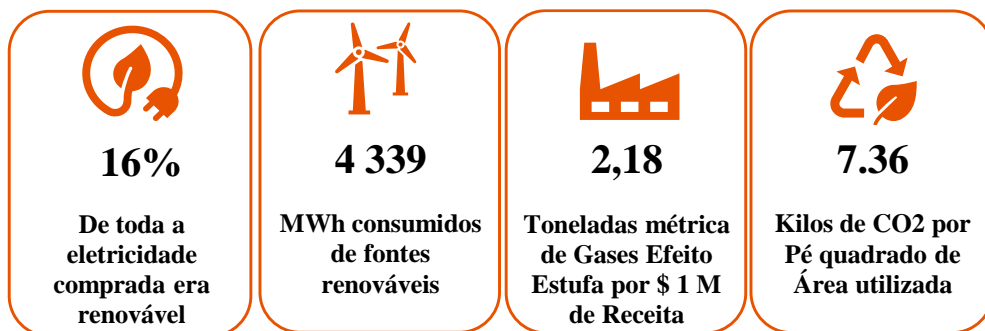 16%
De toda a
eletricidade
comprada era
renovável
4 339
MWh consumidos
de fontes
renováveis
2,18
Toneladas métrica
de Gases Efeito
Estufa por $ 1 M
de Receita
7.36
Kilos de CO2 por
Pé quadrado de
Área utilizada